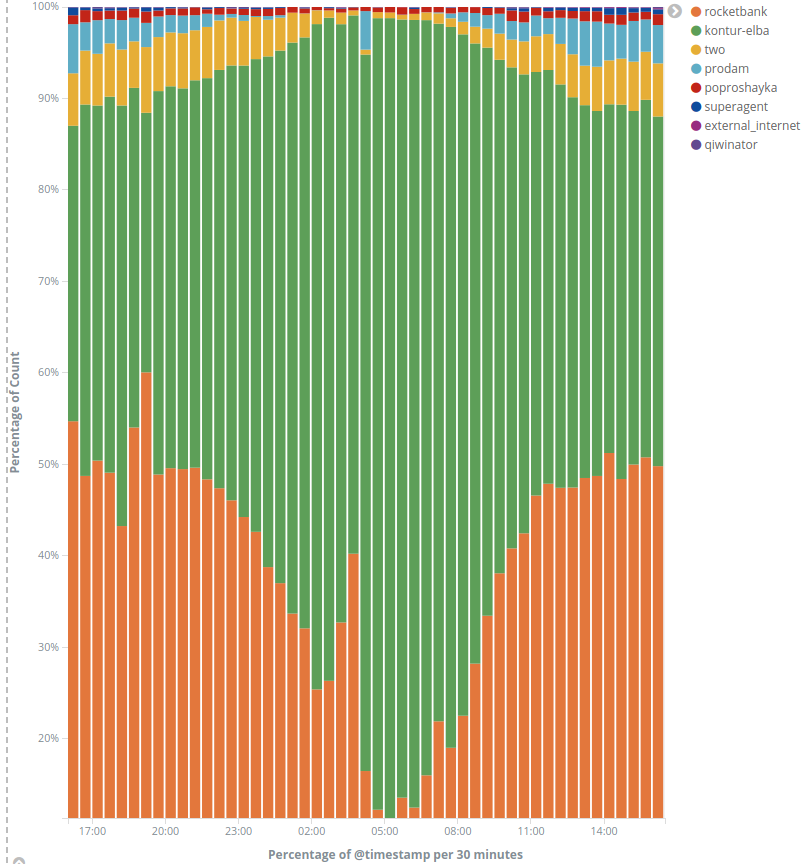 100%
90%
80%
70%
60%
50%
40%
30%
20%
Percentage of Count
17:00
20:00
23:00
02:00
05:00
08:00
11:00
14:00
Percentage of @timestamp per 30 minutes
rocketbank
kontur-elba
two
prodam
poproshayka
superagent
external_internet
qiwinator